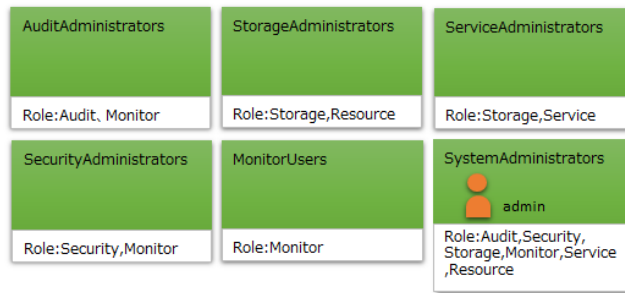 AuditAdministrators
Role:Audit、Monitor
StorageAdministrators
Role:Storage,Resource
ServiceAdministrators
Role:Storage,Service
SecurityAdministrators
Role:Security,Monitor
MonitorUsers
Role:Monitor
SystemAdministrators
admin
Role:Audit,Security,
Storage,Monitor,Service
,Resource